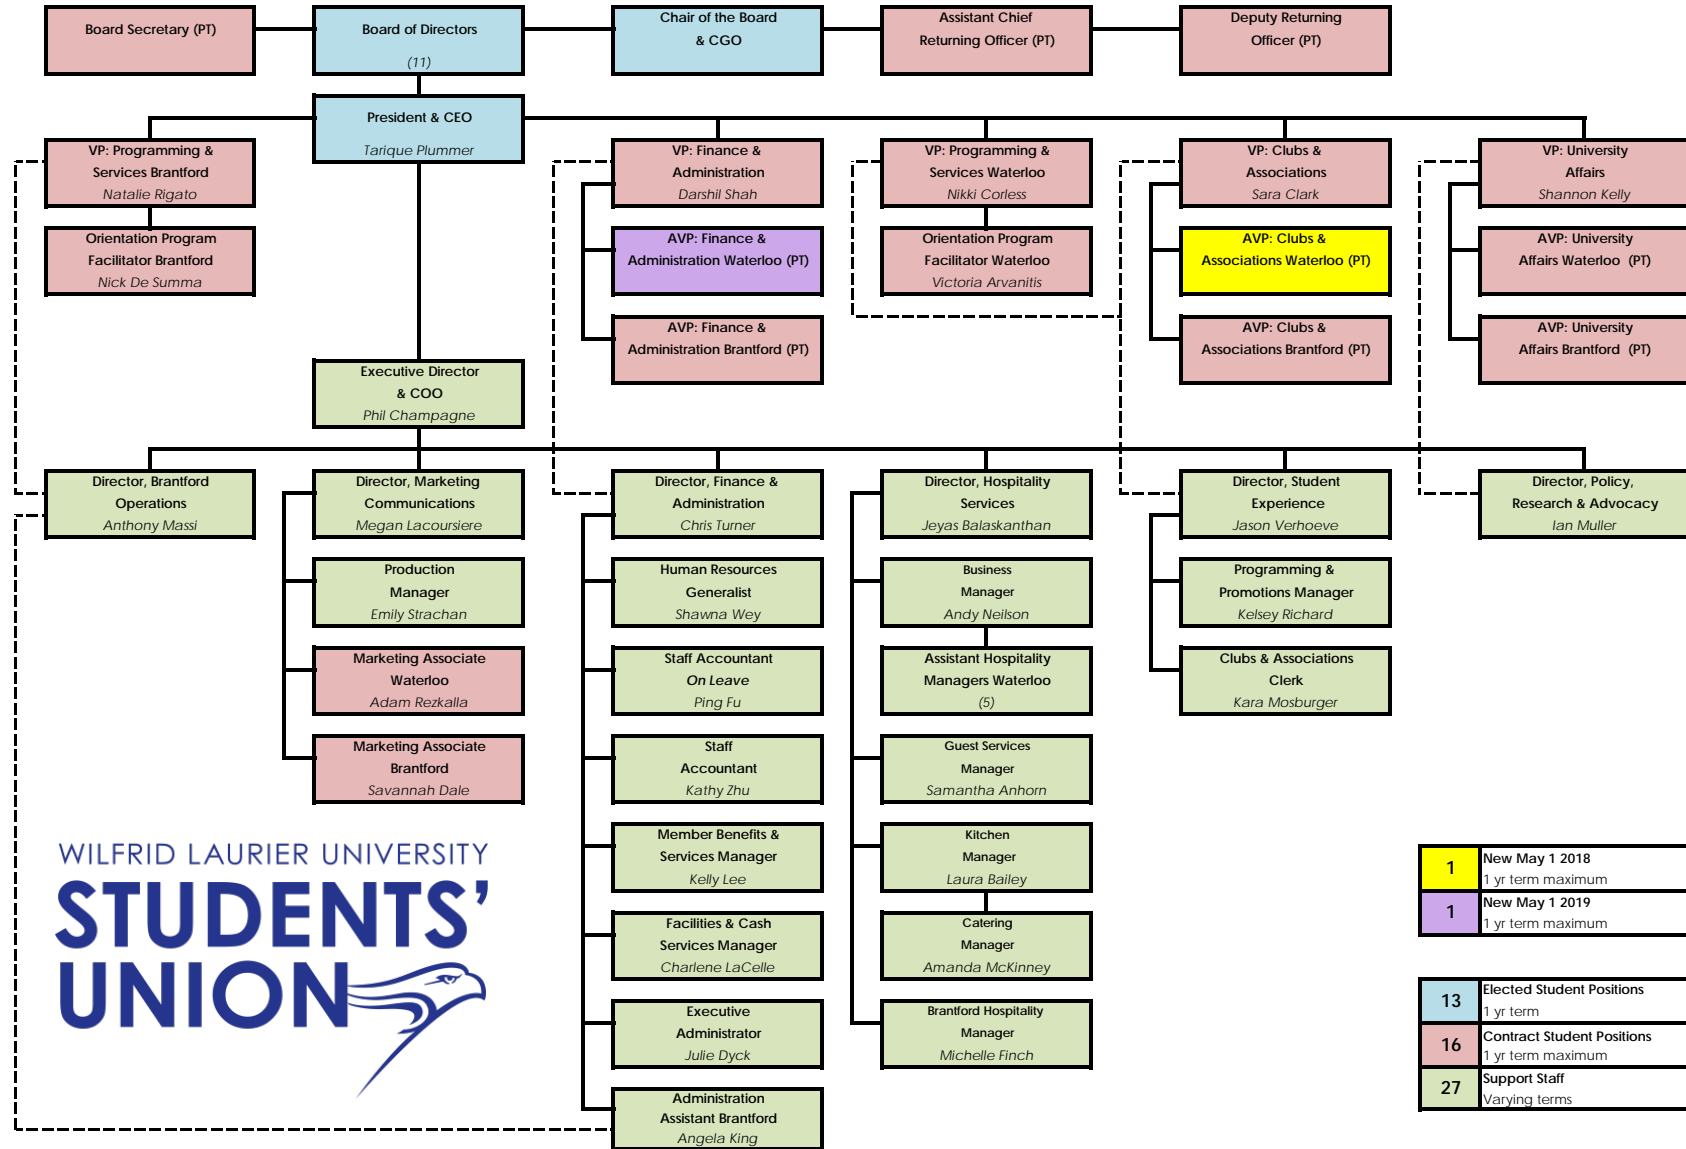 Board Secretary (PT)
Board of Directors
(11)
Chair of the Board
& CGO
Assistant Chief
Returning Officer (PT)
Deputy Returning
Officer (PT)
President & CEO
Tarique Plummer
VP: Programming &
Services Brantford
Natalie Rigato
VP: Finance &
Administration
Darshil Shah
VP: Programming &
Services Waterloo
Nikki Corless
VP: Clubs &
Associations
Sara Clark
VP: University
Affairs
Shannon Kelly
Orientation Program
Facilitator Brantford
Nick De Summa
AVP: Finance &
Administration Waterloo (PT)
Orientation Program
Facilitator Waterloo
Victoria Arvanitis
AVP: Clubs &
Associations Waterloo (PT)
AVP: University
Affairs Waterloo (PT)
AVP: Finance &
Administration Brantford (PT)
AVP: Clubs &
Associations Brantford (PT)
AVP: University
Affairs Brantford (PT)
Executive Director
& COO
Phil Champagne
Director, Brantford
Operations
Anthony Massi
Director, Marketing
Communications
Megan Lacoursiere
Director, Finance &
Administration
Chris Turner
Director, Hospitality
Services
Jeyas Balaskanthan
Director, Student
Experience
Jason Verhoeve
Director, Policy,
Research & Advocacy
Ian Muller
Production
Manager
Emily Strachan
Human Resources
Generalist
Shawna Wey
Business
Manager
Andy Neilson
Programming &
Promotions Manager
Kelsey Richard
Marketing Associate
Waterloo
Adam Rezkalla
Staff Accountant
On Leave
Ping Fu
Assistant Hospitality
Managers Waterloo
(5)
Clubs & Associations
Clerk
Kara Mosburger
Marketing Associate
Brantford
Savannah Dale
Staff
Accountant
Kathy Zhu
Guest Services
Manager
Samantha Anhorn
Member Benefits &
Services Manager
Kelly Lee
Kitchen
Manager
Laura Bailey
Facilities & Cash
Services Manager
Charlene LaCelle
Catering
Manager
Amanda McKinney
Executive
Administrator
Julie Dyck
Brantford Hospitality
Manager
Michelle Finch
Administration
Assistant Brantford
Angela King
WILFRID LAURIER UNIVERSITY
STUDENTS'
UNION
1
New May 1 2018
1 yr term maximum
1
New May 1 2019
1 yr term maximum
13
Elected Student Positions
1 yr term
16
Contract Student Positions
1 yr term maximum
27
Support Staff
Varying terms